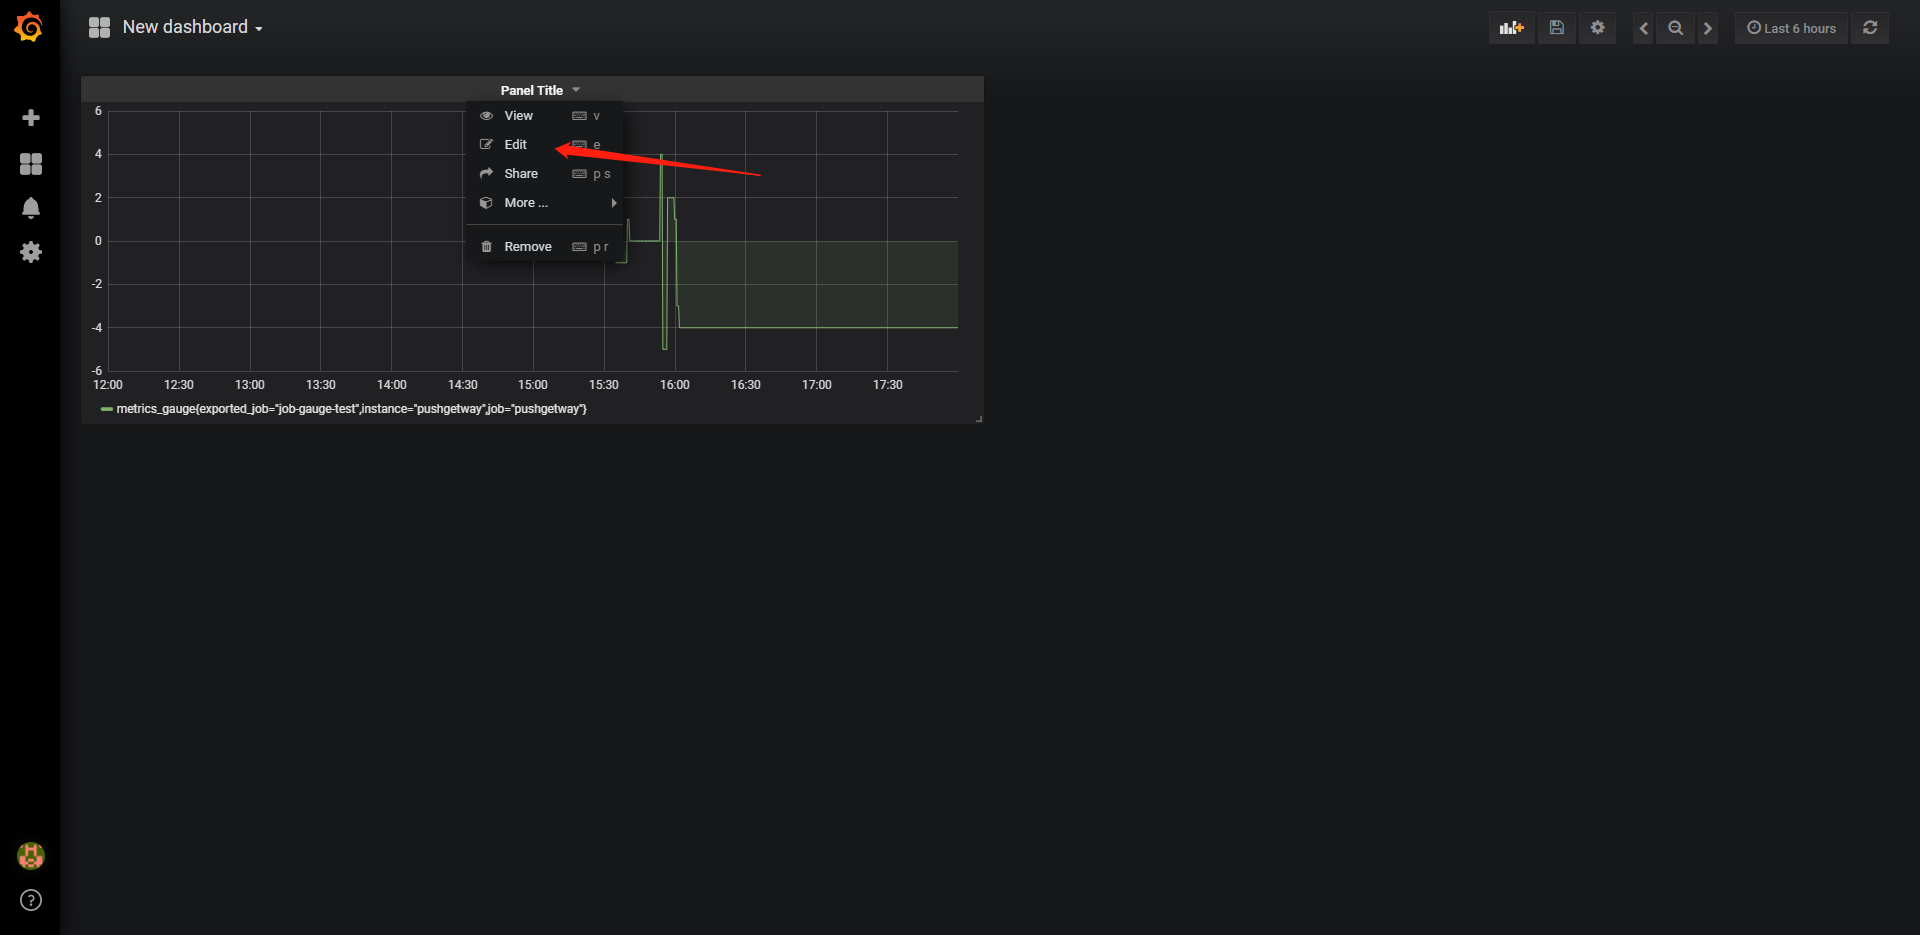 New dashboard
Last 6 hours
Panel Title
View v
Edit e
Share p s
More ...
Remove p r
6
4
2
0
-2
-4
-6
12:00 12:30 13:00 13:30 14:00 14:30 15:00 15:30 16:00 16:30 17:00 17:30
metrics_gauge{exported_job="job-gauge-test",instance="pushgetway",job="pushgetway"}
?